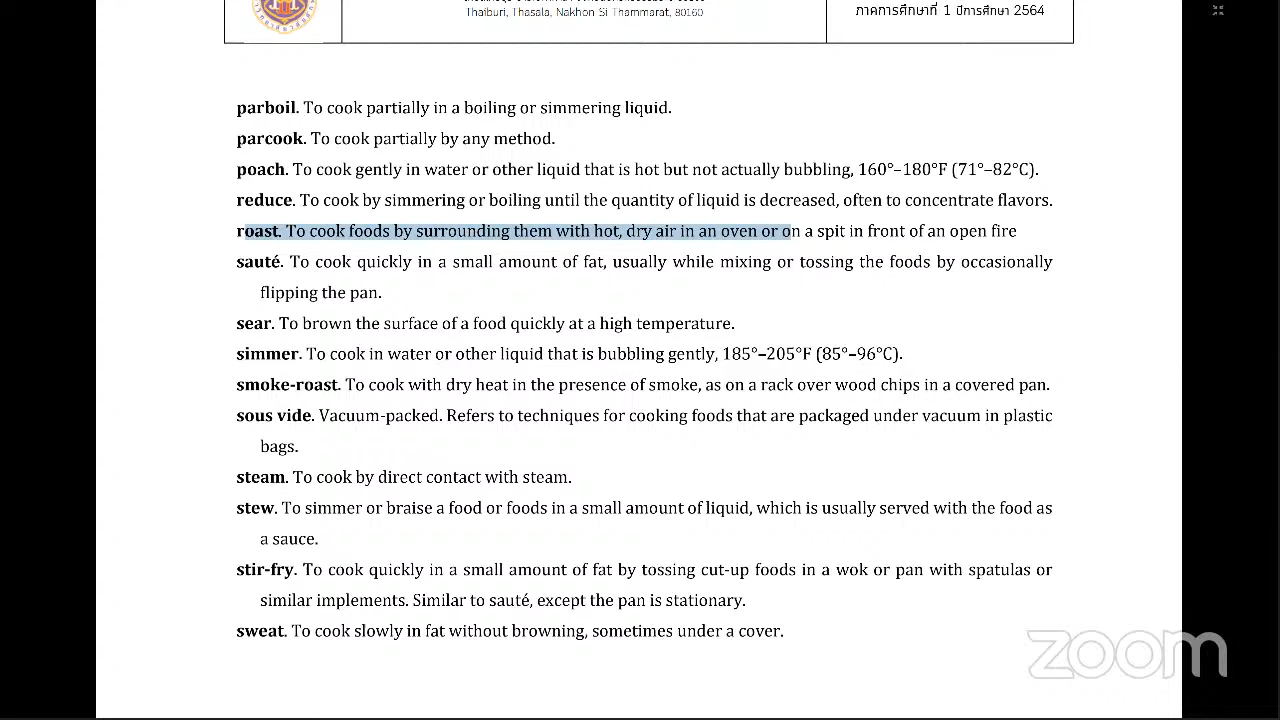 Thaiburi, Thasala, Nakhon Si Thammarat, 80160
ภาคการศึกษาที่ 1 ปีการศึกษา 2564
parboil. To cook partially in a boiling or simmering liquid.
parcook. To cook partially by any method.
poach. To cook gently in water or other liquid that is hot but not actually bubbling, 160°–180°F (71°–82°C).
reduce. To cook by simmering or boiling until the quantity of liquid is decreased, often to concentrate flavors.
roast. To cook foods by surrounding them with hot, dry air in an oven or on a spit in front of an open fire
sauté. To cook quickly in a small amount of fat, usually while mixing or tossing the foods by occasionally
flipping the pan.
sear. To brown the surface of a food quickly at a high temperature.
simmer. To cook in water or other liquid that is bubbling gently, 185°–205°F (85°–96°C).
smoke-roast. To cook with dry heat in the presence of smoke, as on a rack over wood chips in a covered pan.
sous vide. Vacuum-packed. Refers to techniques for cooking foods that are packaged under vacuum in plastic
bags.
steam. To cook by direct contact with steam.
stew. To simmer or braise a food or foods in a small amount of liquid, which is usually served with the food as
a sauce.
stir-fry. To cook quickly in a small amount of fat by tossing cut-up foods in a wok or pan with spatulas or
similar implements. Similar to sauté, except the pan is stationary.
sweat. To cook slowly in fat without browning, sometimes under a cover.
zoom